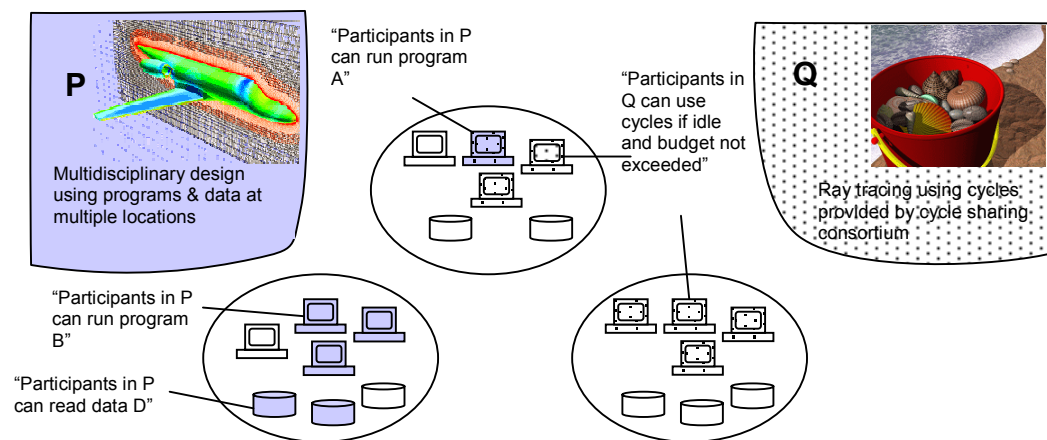 P
Multidisciplinary design
using programs & data at
multiple locations
“Participants in P
can run program
A”
“Participants in
Q can use
cycles if idle
and budget not
exceeded”
Q
Ray tracing using cycles
provided by cycle sharing
consortium
“Participants in P
can run program
B”
“Participants in P
can read data D”